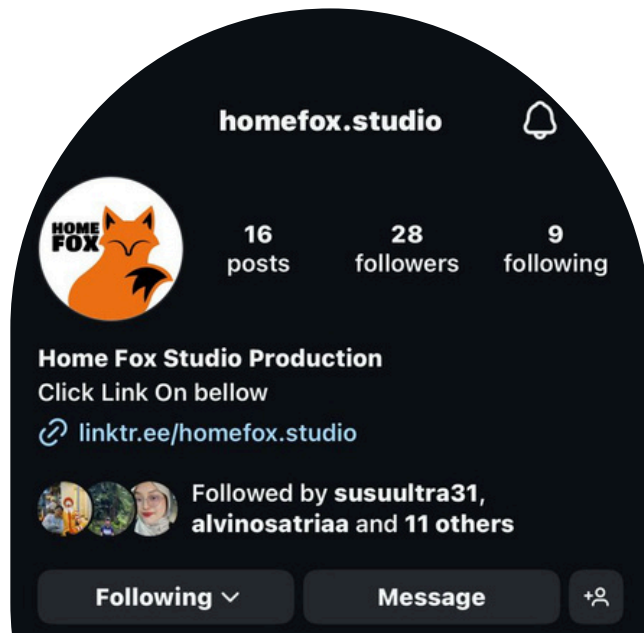 homefox.studio
HOME
FOX
16
posts
28
followers
9
following
Home Fox Studio Production
Click Link On bellow
linktr.ee/homefox.studio
Followed by susuultra31,
alvinosatriaa and 11 others
Following
Message